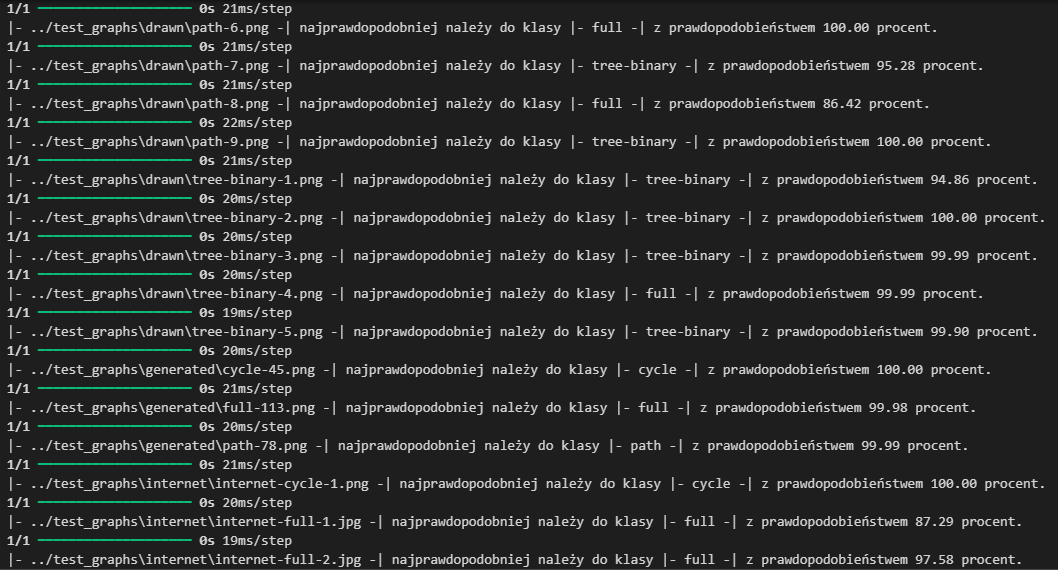 1/1 ━━━━━━━━━━━━━━━━━━━━ 0s 21ms/step
|- ../test_graphs\drawn\path-6.png -| najprawdopodobniej należy do klasy |- full -| z prawdopodobieństwem 100.00 procent.
1/1 ━━━━━━━━━━━━━━━━━━━━ 0s 21ms/step
|- ../test_graphs\drawn\path-7.png -| najprawdopodobniej należy do klasy |- tree-binary -| z prawdopodobieństwem 95.28 procent.
1/1 ━━━━━━━━━━━━━━━━━━━━ 0s 21ms/step
|- ../test_graphs\drawn\path-8.png -| najprawdopodobniej należy do klasy |- full -| z prawdopodobieństwem 86.42 procent.
1/1 ━━━━━━━━━━━━━━━━━━━━ 0s 22ms/step
|- ../test_graphs\drawn\path-9.png -| najprawdopodobniej należy do klasy |- tree-binary -| z prawdopodobieństwem 100.00 procent.
1/1 ━━━━━━━━━━━━━━━━━━━━ 0s 21ms/step
|- ../test_graphs\drawn\tree-binary-1.png -| najprawdopodobniej należy do klasy |- tree-binary -| z prawdopodobieństwem 94.86 procent.
1/1 ━━━━━━━━━━━━━━━━━━━━ 0s 20ms/step
|- ../test_graphs\drawn\tree-binary-2.png -| najprawdopodobniej należy do klasy |- tree-binary -| z prawdopodobieństwem 100.00 procent.
1/1 ━━━━━━━━━━━━━━━━━━━━ 0s 20ms/step
|- ../test_graphs\drawn\tree-binary-3.png -| najprawdopodobniej należy do klasy |- tree-binary -| z prawdopodobieństwem 99.99 procent.
1/1 ━━━━━━━━━━━━━━━━━━━━ 0s 20ms/step
|- ../test_graphs\drawn\tree-binary-4.png -| najprawdopodobniej należy do klasy |- full -| z prawdopodobieństwem 99.99 procent.
1/1 ━━━━━━━━━━━━━━━━━━━━ 0s 19ms/step
|- ../test_graphs\drawn\tree-binary-5.png -| najprawdopodobniej należy do klasy |- tree-binary -| z prawdopodobieństwem 99.90 procent.
1/1 ━━━━━━━━━━━━━━━━━━━━ 0s 20ms/step
|- ../test_graphs\generated\cycle-45.png -| najprawdopodobniej należy do klasy |- cycle -| z prawdopodobieństwem 100.00 procent.
1/1 ━━━━━━━━━━━━━━━━━━━━ 0s 21ms/step
|- ../test_graphs\generated\full-113.png -| najprawdopodobniej należy do klasy |- full -| z prawdopodobieństwem 99.98 procent.
1/1 ━━━━━━━━━━━━━━━━━━━━ 0s 20ms/step
|- ../test_graphs\generated\path-78.png -| najprawdopodobniej należy do klasy |- path -| z prawdopodobieństwem 99.99 procent.
1/1 ━━━━━━━━━━━━━━━━━━━━ 0s 21ms/step
|- ../test_graphs\internet\internet-cycle-1.png -| najprawdopodobniej należy do klasy |- cycle -| z prawdopodobieństwem 100.00 procent.
1/1 ━━━━━━━━━━━━━━━━━━━━ 0s 20ms/step
|- ../test_graphs\internet\internet-full-1.jpg -| najprawdopodobniej należy do klasy |- full -| z prawdopodobieństwem 87.29 procent.
1/1 ━━━━━━━━━━━━━━━━━━━━ 0s 19ms/step
|- ../test_graphs\internet\internet-full-2.jpg -| najprawdopodobniej należy do klasy |- full -| z prawdopodobieństwem 97.58 procent.